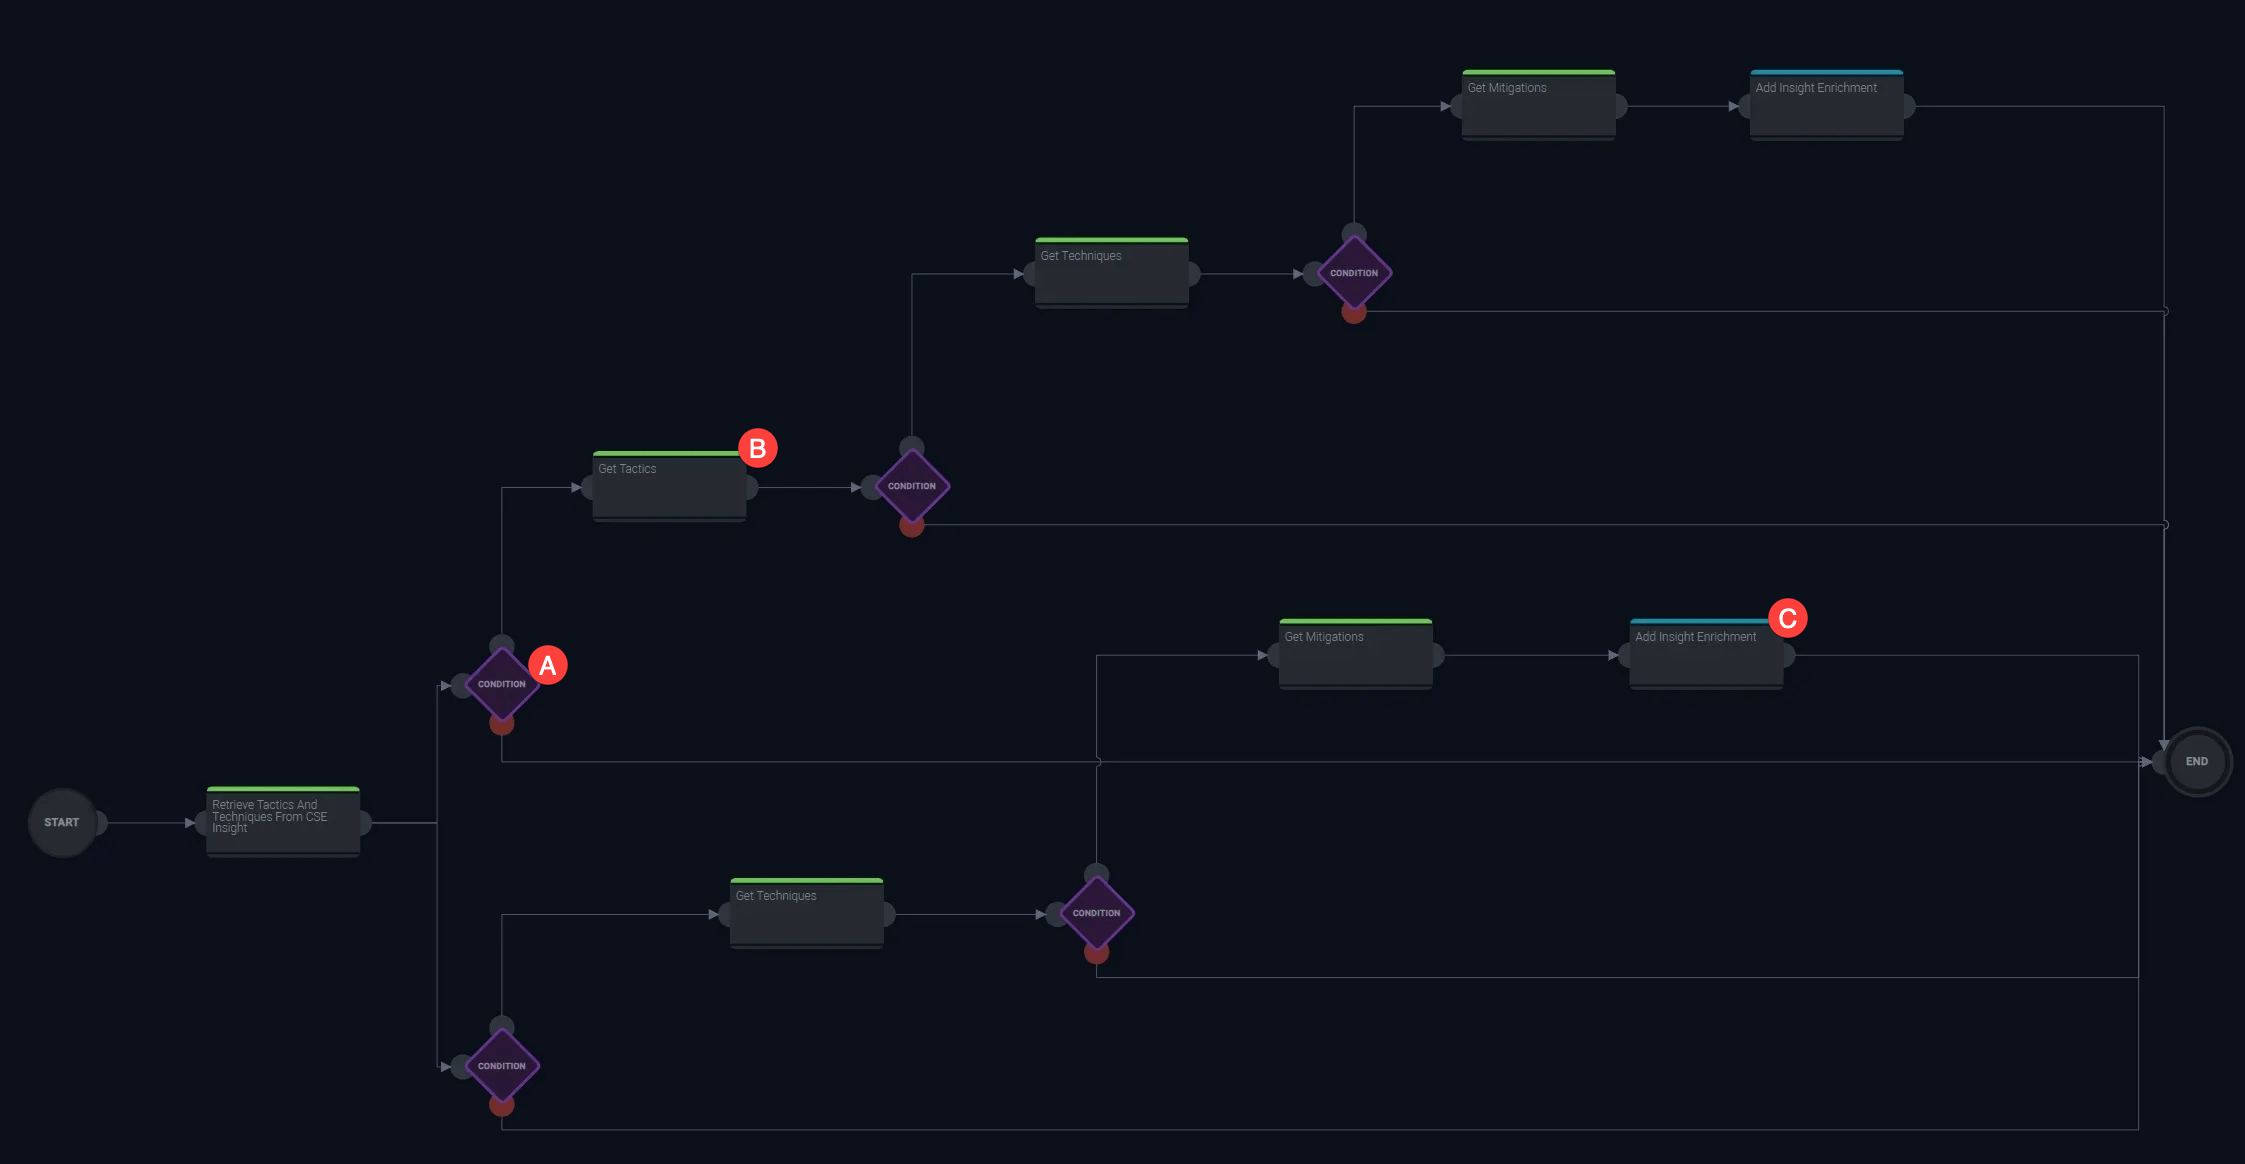 Get Mitigations
Add Insight Enrichment
Get Techniques
CONDITION
B
Get Tactics
CONDITION
C
Get Mitigations
Add Insight Enrichment
A
CONDITION
END
Retrieve Tactics And
Techniques From CSE
Insight
START
Get Techniques
CONDITION
CONDITION